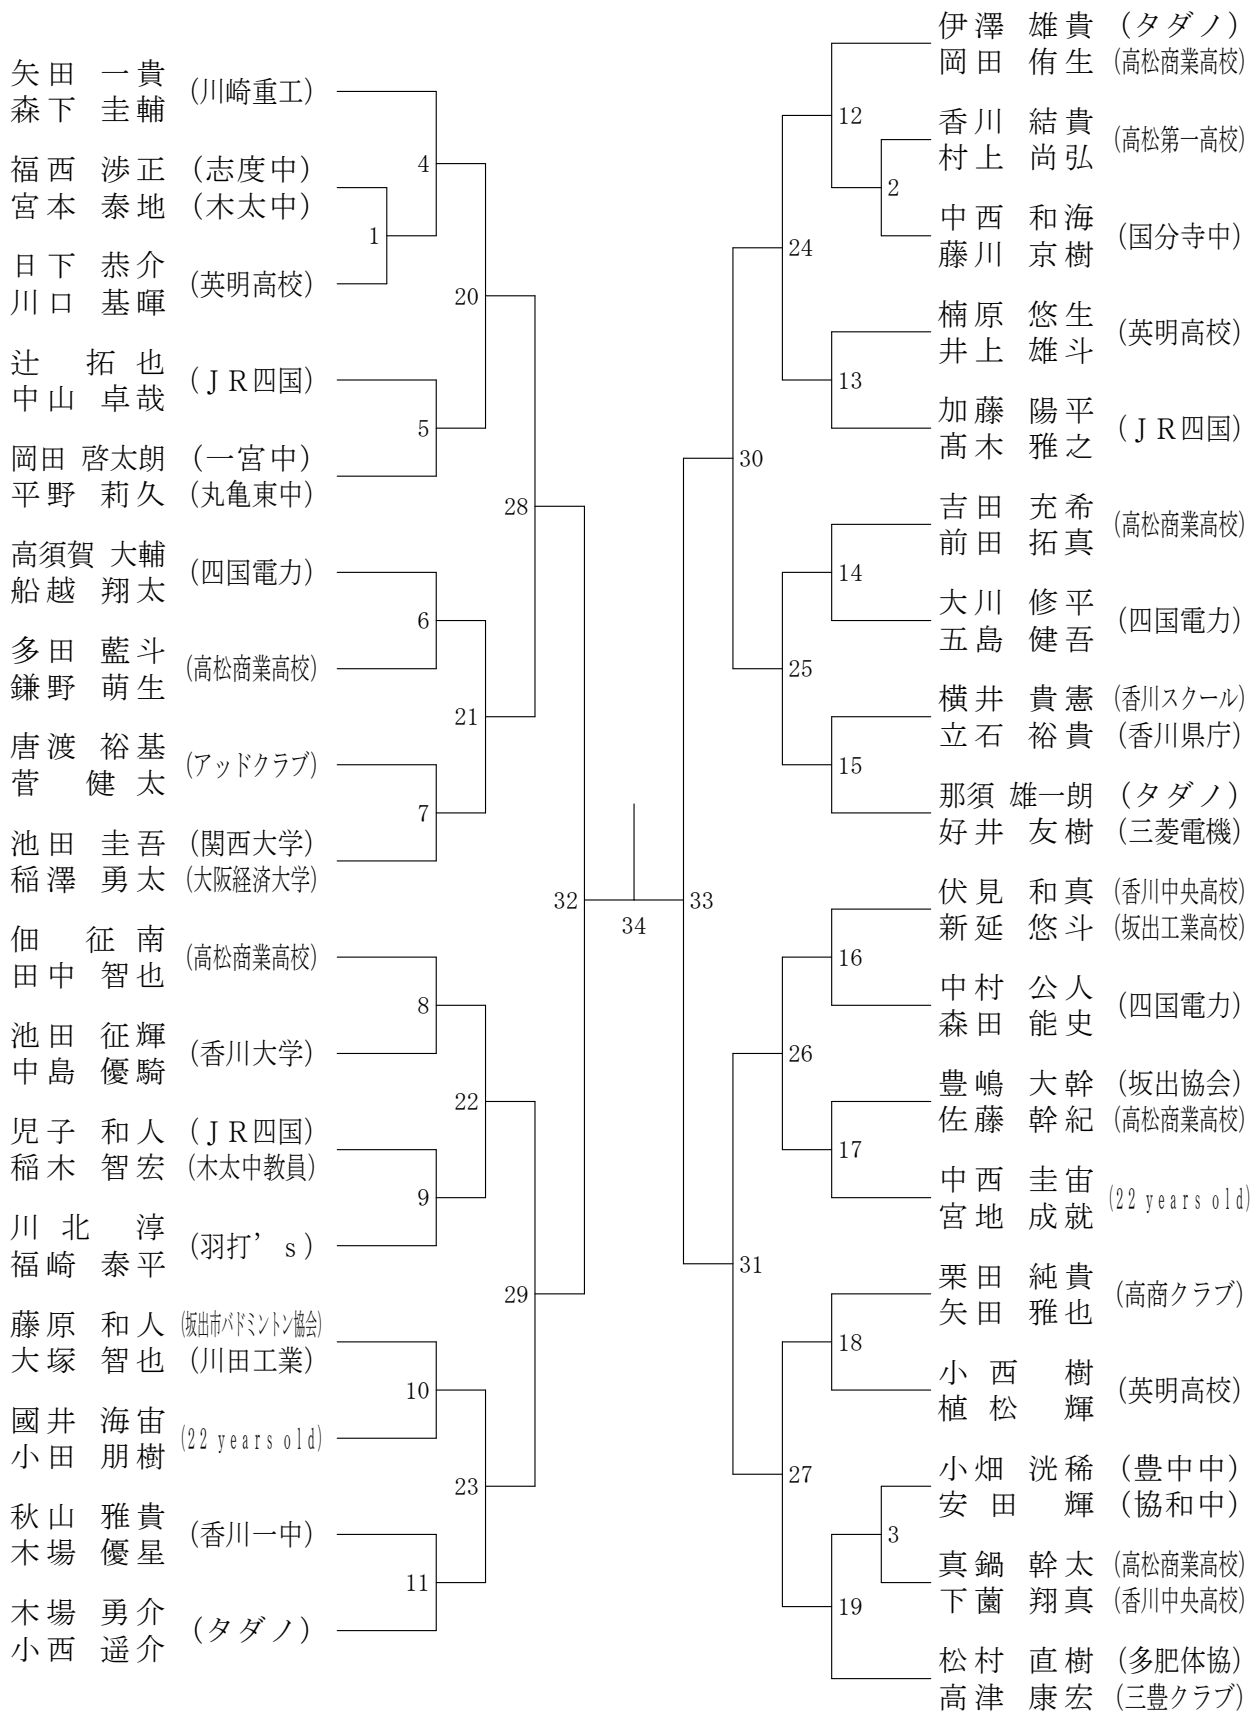 矢田 一貴 (川崎重工)
森下 圭輔
福西 渉正 (志度中)
宮本 泰地 (木太中)
日下 恭介 (英明高校)
川口 基暉
辻 拓也 (ＪＲ四国)
中山 卓哉
岡田 啓太朗 (一宮中)
平野 莉久 (丸亀東中)
高須賀 大輔 (四国電力)
船越 翔太
多田 藍斗 (高松商業高校)
鎌野 萌生
唐渡 裕基 (アッドクラブ)
菅 健太
池田 圭吾 (関西大学)
稲澤 勇太 (大阪経済大学)
佃 征南 (高松商業高校)
田中 智也
池田 征輝 (香川大学)
中島 優騎
児子 和人 (ＪＲ四国)
稲木 智宏 (木太中教員)
川北 淳 (羽打’ｓ)
福崎 泰平
藤原 和人 (坂出市バドミントン協会)
大塚 智也 (川田工業)
國井 海宙 (22 years old)
小田 朋樹
秋山 雅貴 (香川一中)
木場 優星
木場 勇介 (タダノ)
小西 遥介
1
4
5
6
7
8
9
10
11
20
21
22
23
28
29
32
34
33
30
31
24
25
26
27
12
2
13
14
15
16
17
18
3
19
伊澤 雄貴 (タダノ)
岡田 侑生 (高松商業高校)
香川 結貴 (高松第一高校)
村上 尚弘
中西 和海 (国分寺中)
藤川 京樹
楠原 悠生 (英明高校)
井上 雄斗
加藤 陽平 (ＪＲ四国)
髙木 雅之
吉田 充希 (高松商業高校)
前田 拓真
大川 修平 (四国電力)
五島 健吾
横井 貴憲 (香川スクール)
立石 裕貴 (香川県庁)
那須 雄一朗 (タダノ)
好井 友樹 (三菱電機)
伏見 和真 (香川中央高校)
新延 悠斗 (坂出工業高校)
中村 公人 (四国電力)
森田 能史
豊嶋 大幹 (坂出協会)
佐藤 幹紀 (高松商業高校)
中西 圭宙 (22 years old)
宮地 成就
栗田 純貴 (高商クラブ)
矢田 雅也
小西 樹 (英明高校)
植松 輝
小畑 洸稀 (豊中中)
安田 輝 (協和中)
真鍋 幹太 (高松商業高校)
下薗 翔真 (香川中央高校)
松村 直樹 (多肥体協)
高津 康宏 (三豊クラブ)